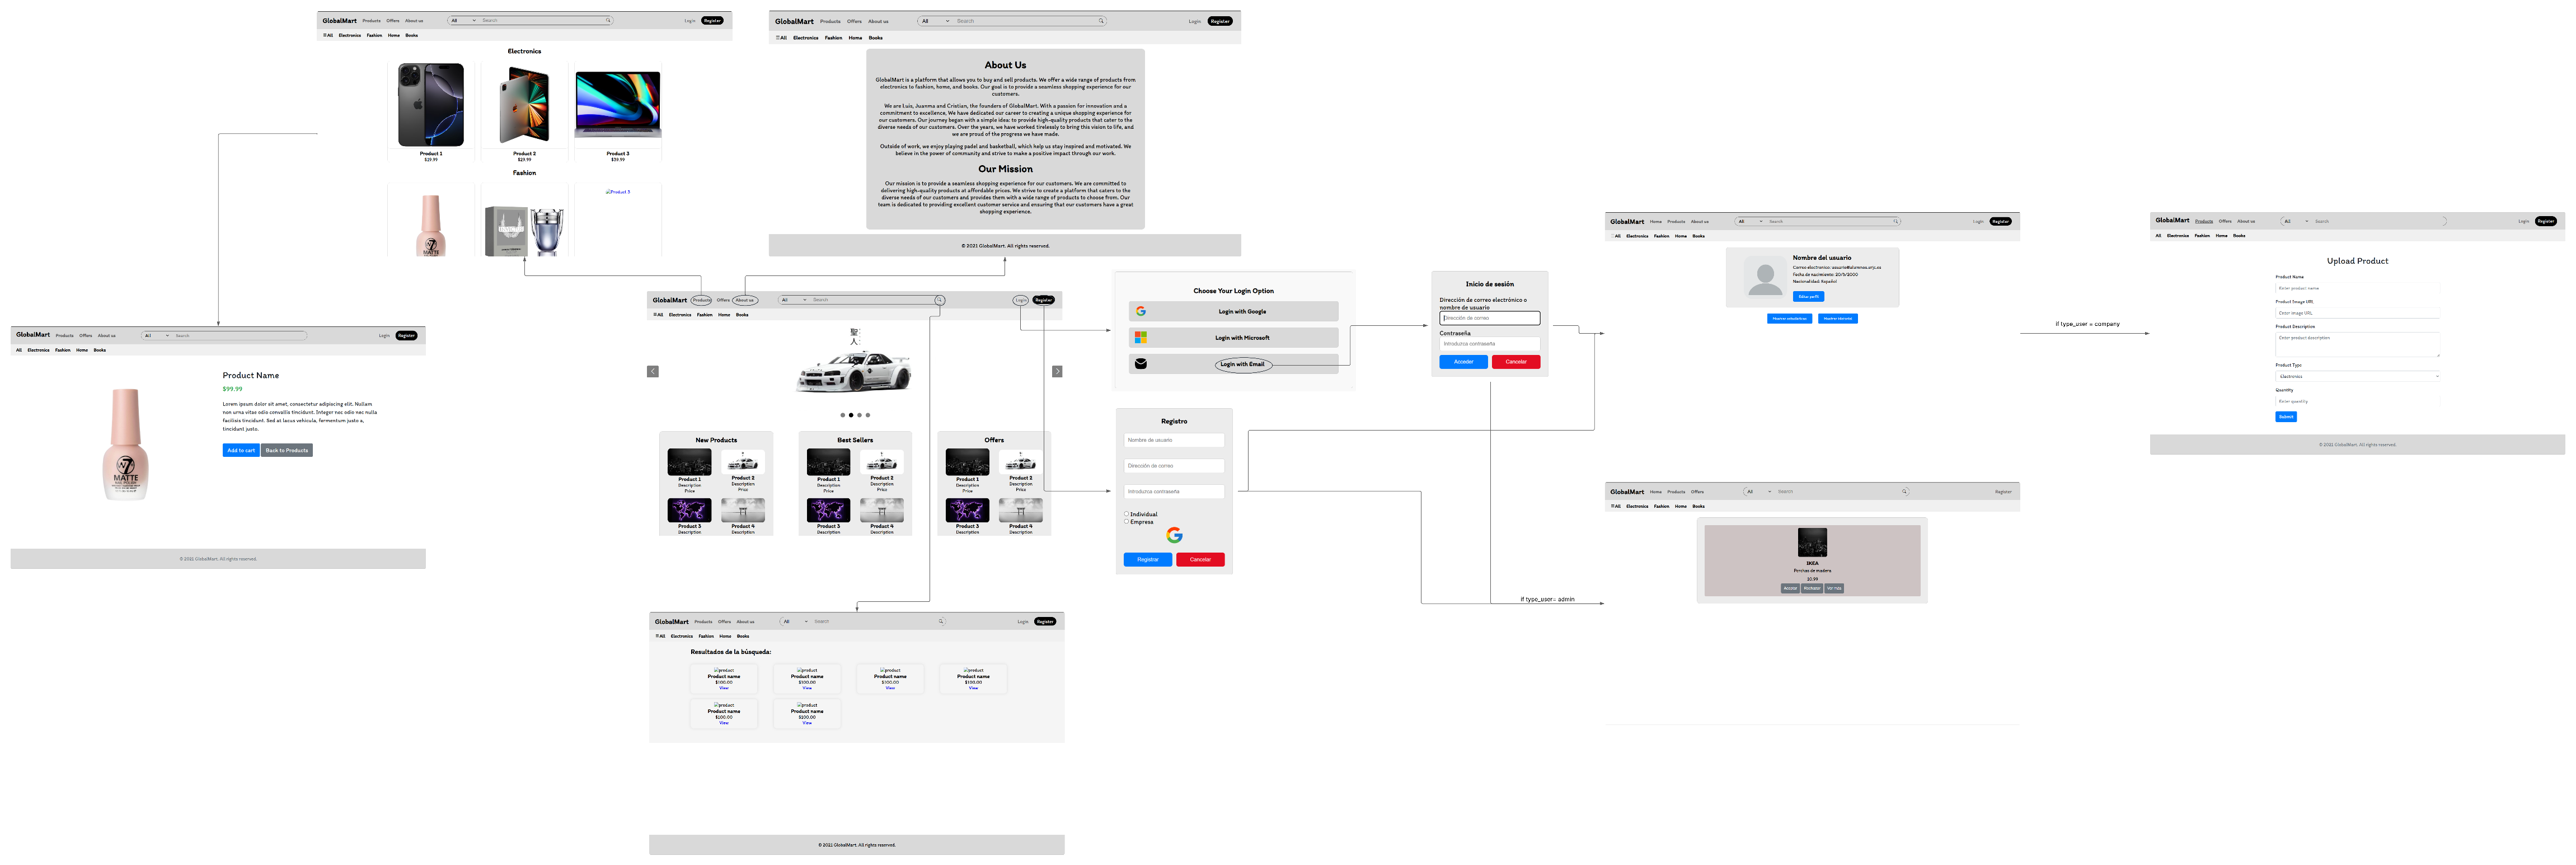 GlobalMart Products Offers About us All Search Login Register
All Electronics Fashion Home Books
Electronics
Product 1
$29.99
Product 2
$29.99
Product 3
$39.99
Fashion
Product 3
GlobalMart Products Offers About us All Search Login Register
All Electronics Fashion Home Books
About Us
GlobalMart is a platform that allows you to buy and sell products. We offer a wide range of products from
electronics to fashion, home, and books. Our goal is to provide a seamless shopping experience for our
customers.
We are Luis, Juanma and Cristian, the founders of GlobalMart. With a passion for innovation and a
commitment to excellence, We have dedicated our career to creating a unique shopping experience for our
customers. Our journey began with a simple idea: to provide high-quality products that cater to the
diverse needs of our customers. Over the years, we have worked tirelessly to bring this vision to life, and
we are proud of the progress we have made.
Outside of work, we enjoy playing padel and basketball, which help us stay inspired and motivated. We
believe in the power of community and strive to make a positive impact through our work.
Our Mission
Our mission is to provide a seamless shopping experience for our customers. We are committed to
delivering high-quality products at affordable prices. We strive to create a platform that caters to the
diverse needs of our customers and provides them with a wide range of products to choose from. Our
team is dedicated to providing excellent customer service and ensuring that our customers have a great
shopping experience.
© 2021 GlobalMart. All rights reserved.
GlobalMart Products Offers About us All Search Login Register
All Electronics Fashion Home Books
Product Name
$99.99
Lorem ipsum dolor sit amet, consectetur adipiscing elit. Nullam
non urna vitae odio convallis tincidunt. Integer nec odio nec nulla
facilisis tincidunt. Sed at lacus vehicula, fermentum justo a,
tincidunt justo.
Add to cart Back to Products
W7
MATTE
© 2021 GlobalMart. All rights reserved.
GlobalMart Products Offers About us All Search Login Register
All Electronics Fashion Home Books
聖
人
New Products
Product 1
Description
Price
Product 2
Description
Price
Product 3
Description
Product 4
Description
Best Sellers
Product 1
Description
Price
Product 2
Description
Price
Product 3
Description
Product 4
Description
Offers
Product 1
Description
Price
Product 2
Description
Price
Product 3
Description
Product 4
Description
GlobalMart Products Offers About us All Search Login Register
All Electronics Fashion Home Books
Resultados de la búsqueda:
product
Product name
$100.00
View
product
Product name
$100.00
View
product
Product name
$100.00
View
product
Product name
$100.00
View
product
Product name
$100.00
View
product
Product name
$100.00
View
© 2021 GlobalMart. All rights reserved.
Choose Your Login Option
Login with Google
Login with Microsoft
Login with Email
Inicio de sesión
Dirección de correo electrónico o
nombre de usuario
Dirección de correo
Contraseña
Introduzca contraseña
Acceder Cancelar
Registro
Nombre de usuario
Dirección de correo
Introduzca contraseña
Individual
Empresa
Registrar Cancelar
GlobalMart Home Products About us All Search Login Register
All Electronics Fashion Home Books
Nombre del usuario
Correo electronico: usuario@alumnos.urjc.es
Fecha de nacimiento: 20/5/2000
Nacionalidad: Español
Editar perfil
if type_user = company
GlobalMart Products Offers About us All Search Login Register
All Electronics Fashion Home Books
Upload Product
Product Name
Enter product name
Product Image URL
Enter image URL
Product Description
Enter product description
Product Type
Electronics
Quantity
Enter quantity
Submit
© 2021 GlobalMart. All rights reserved.
if type_user= admin
GlobalMart Home Products Offers All Search Register
All Electronics Fashion Home Books
IKEA